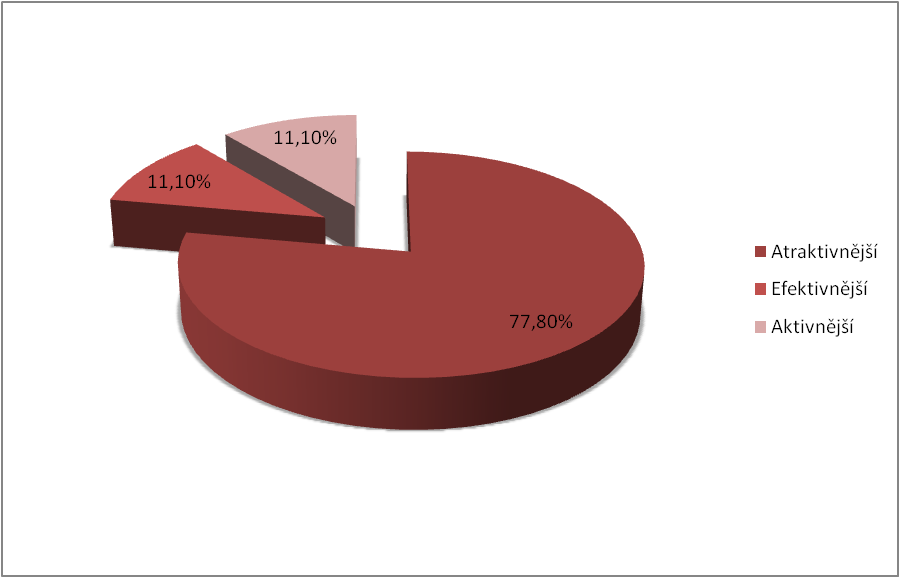 11,10%
11,10%
77,80%
Atraktivnější
Efektivnější
Aktivnější